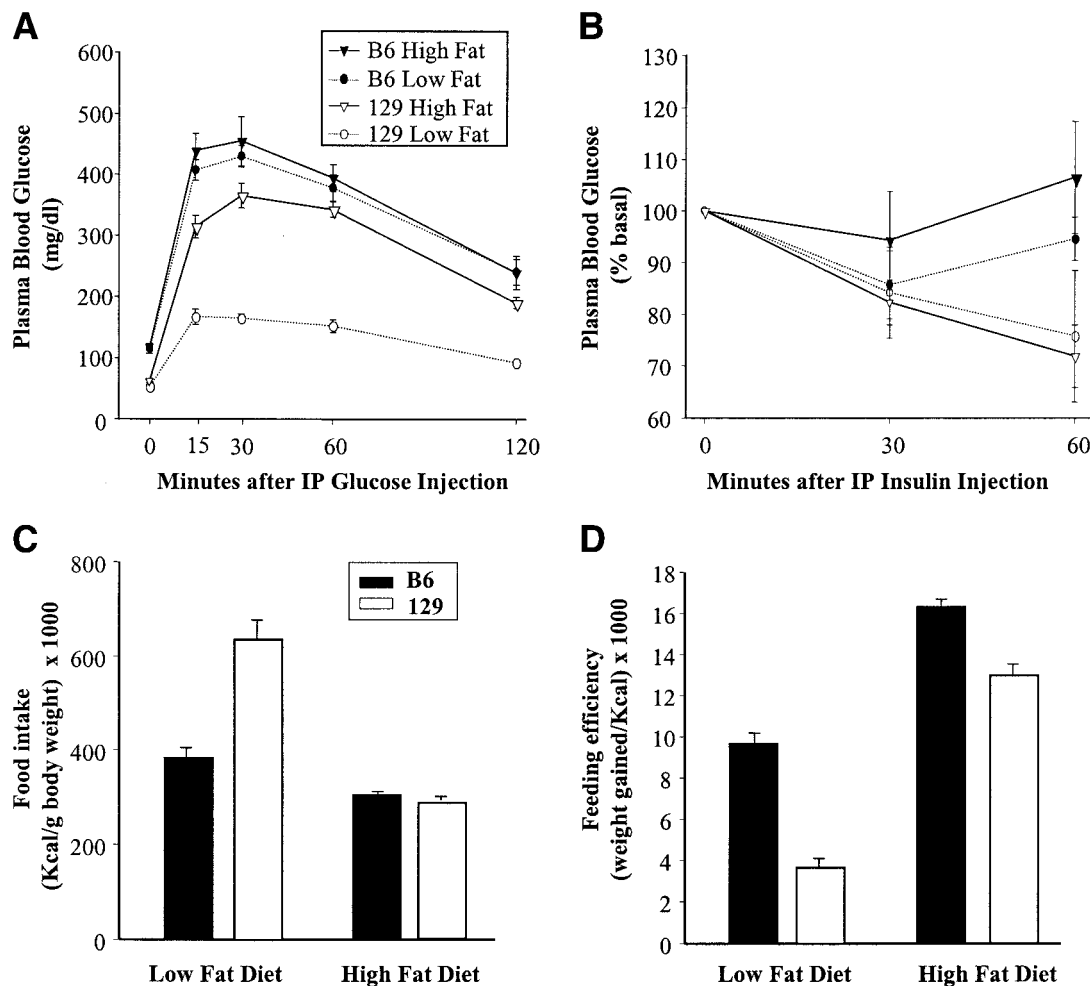 A
Plasma Blood Glucose
(mg/dl)
600
500
400
300
200
100
0
B6 High Fat
B6 Low Fat
129 High Fat
129 Low Fat
0 15 30 60 120
Minutes after IP Glucose Injection
B
Plasma Blood Glucose
(% basal)
130
120
110
100
90
80
70
60
0 30 60
Minutes after IP Insulin Injection
C
Food intake
(Kcal/g body weight) x 1000
800
600
400
200
0
B6
129
Low Fat Diet High Fat Diet
D
Feeding efficiency
(weight gained/Kcal) x 1000
18
16
14
12
10
8
6
4
2
0
Low Fat Diet High Fat Diet